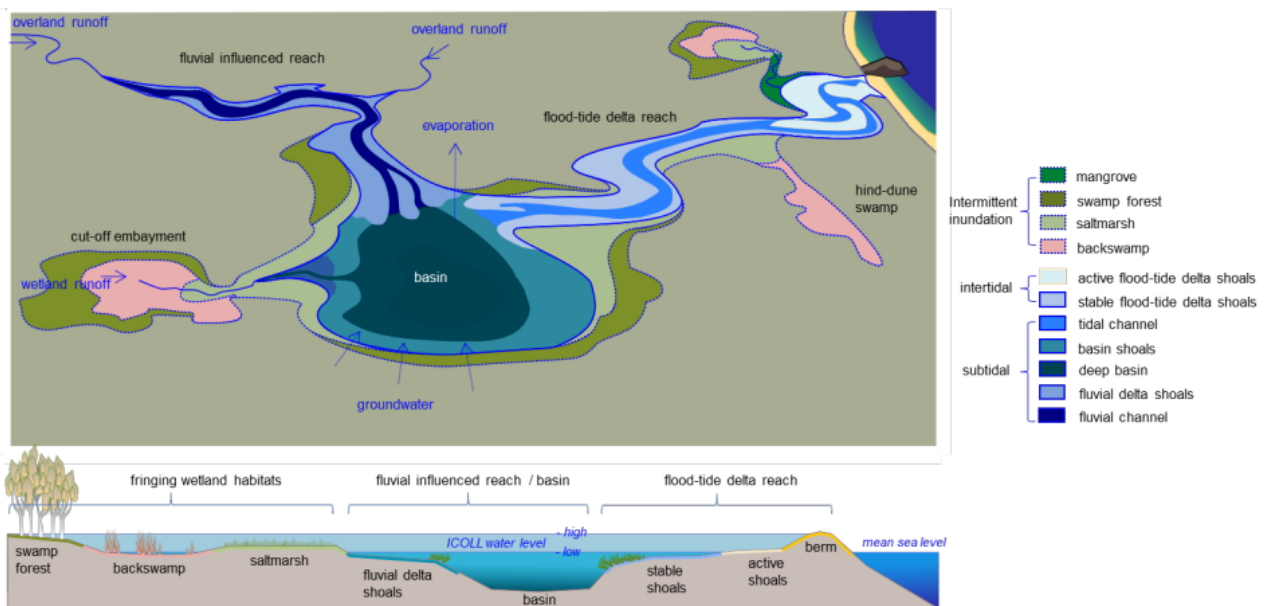 overland runoff
overland runoff
fluvial influenced reach
evaporation
flood-tide delta reach
hind-dune
swamp
cut-off embayment
wetland runoff
basin
groundwater
Intermittent
inundation
mangrove
swamp forest
saltmarsh
backswamp
intertidal
active flood-tide delta shoals
stable flood-tide delta shoals
subtidal
tidal channel
basin shoals
deep basin
fluvial delta shoals
fluvial channel
fringing wetland habitats
fluvial influenced reach / basin
flood-tide delta reach
- high
ICOLL water level
- low
mean sea level
swamp
forest
backswamp
saltmarsh
fluvial delta
shoals
basin
stable
shoals
active
shoals
berm